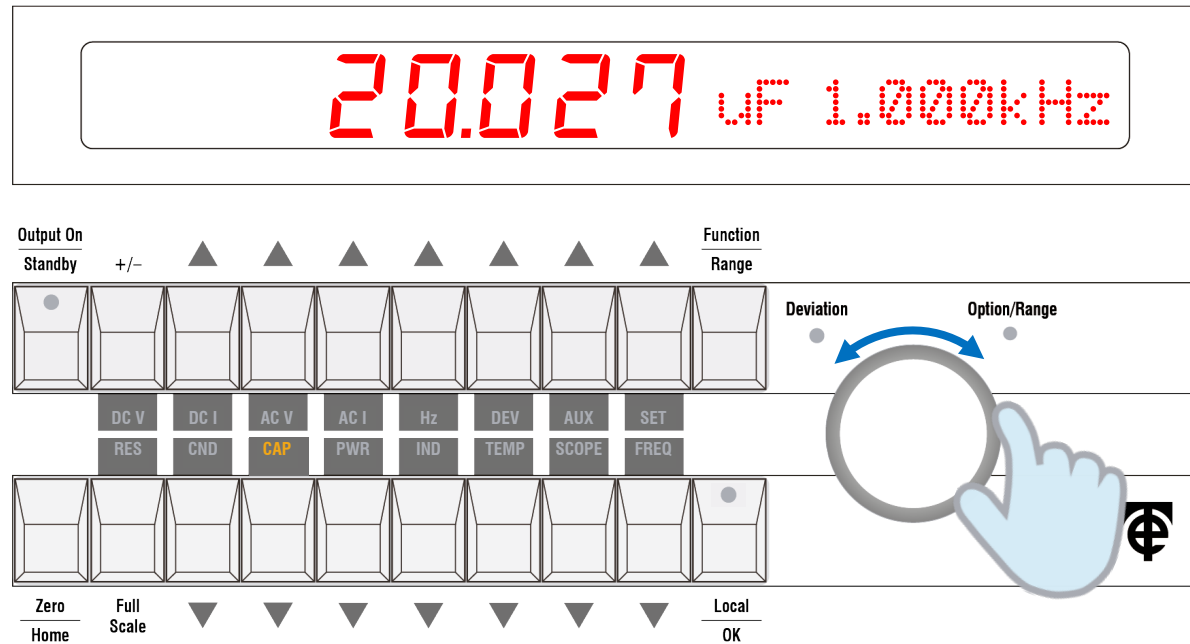 20.027 uF 1.000kHz
Output On
Standby
+/–
Function
Range
Deviation
Option/Range
DC V
DC I
AC V
AC I
Hz
DEV
AUX
SET
RES
CND
CAP
PWR
IND
TEMP
SCOPE
FREQ
Zero
Home
Full
Scale
Local
OK